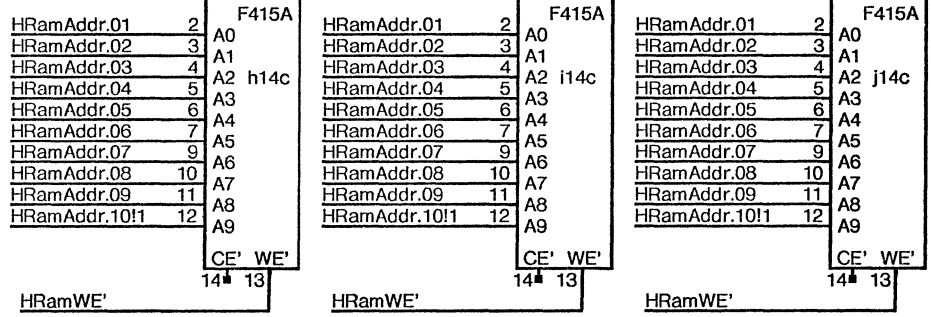 F415A F415A F415A
HRamAddr.01 2 A0 HRamAddr.01 2 A0 HRamAddr.01 2 A0
HRamAddr.02 3 A1 HRamAddr.02 3 A1 HRamAddr.02 3 A1
HRamAddr.03 4 A2 h14c HRamAddr.03 4 A2 i14c HRamAddr.03 4 A2 j14c
HRamAddr.04 5 A3 HRamAddr.04 5 A3 HRamAddr.04 5 A3
HRamAddr.05 6 A4 HRamAddr.05 6 A4 HRamAddr.05 6 A4
HRamAddr.06 7 A5 HRamAddr.06 7 A5 HRamAddr.06 7 A5
HRamAddr.07 9 A6 HRamAddr.07 9 A6 HRamAddr.07 9 A6
HRamAddr.08 10 A7 HRamAddr.08 10 A7 HRamAddr.08 10 A7
HRamAddr.09 11 A8 HRamAddr.09 11 A8 HRamAddr.09 11 A8
HRamAddr.10!1 12 A9 HRamAddr.10!1 12 A9 HRamAddr.10!1 12 A9
CE' WE' CE' WE' CE' WE'
14 13 14 13 14 13
HRamWE' HRamWE' HRamWE'